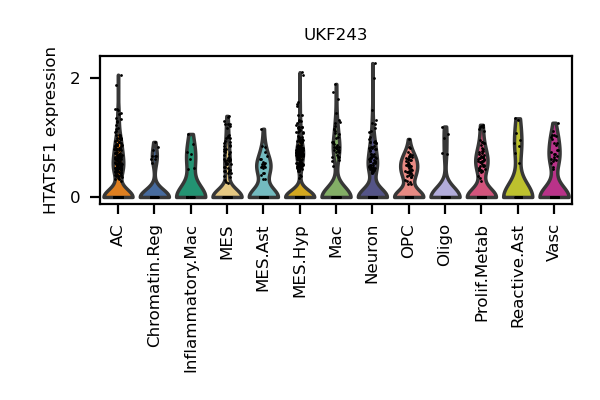 UKF243
HTATSF1 expression
2
0
AC
Chromatin.Reg
Inflammatory.Mac
MES
MES.Ast
MES.Hyp
Mac
Neuron
OPC
Oligo
Prolif.Metab
Reactive.Ast
Vasc